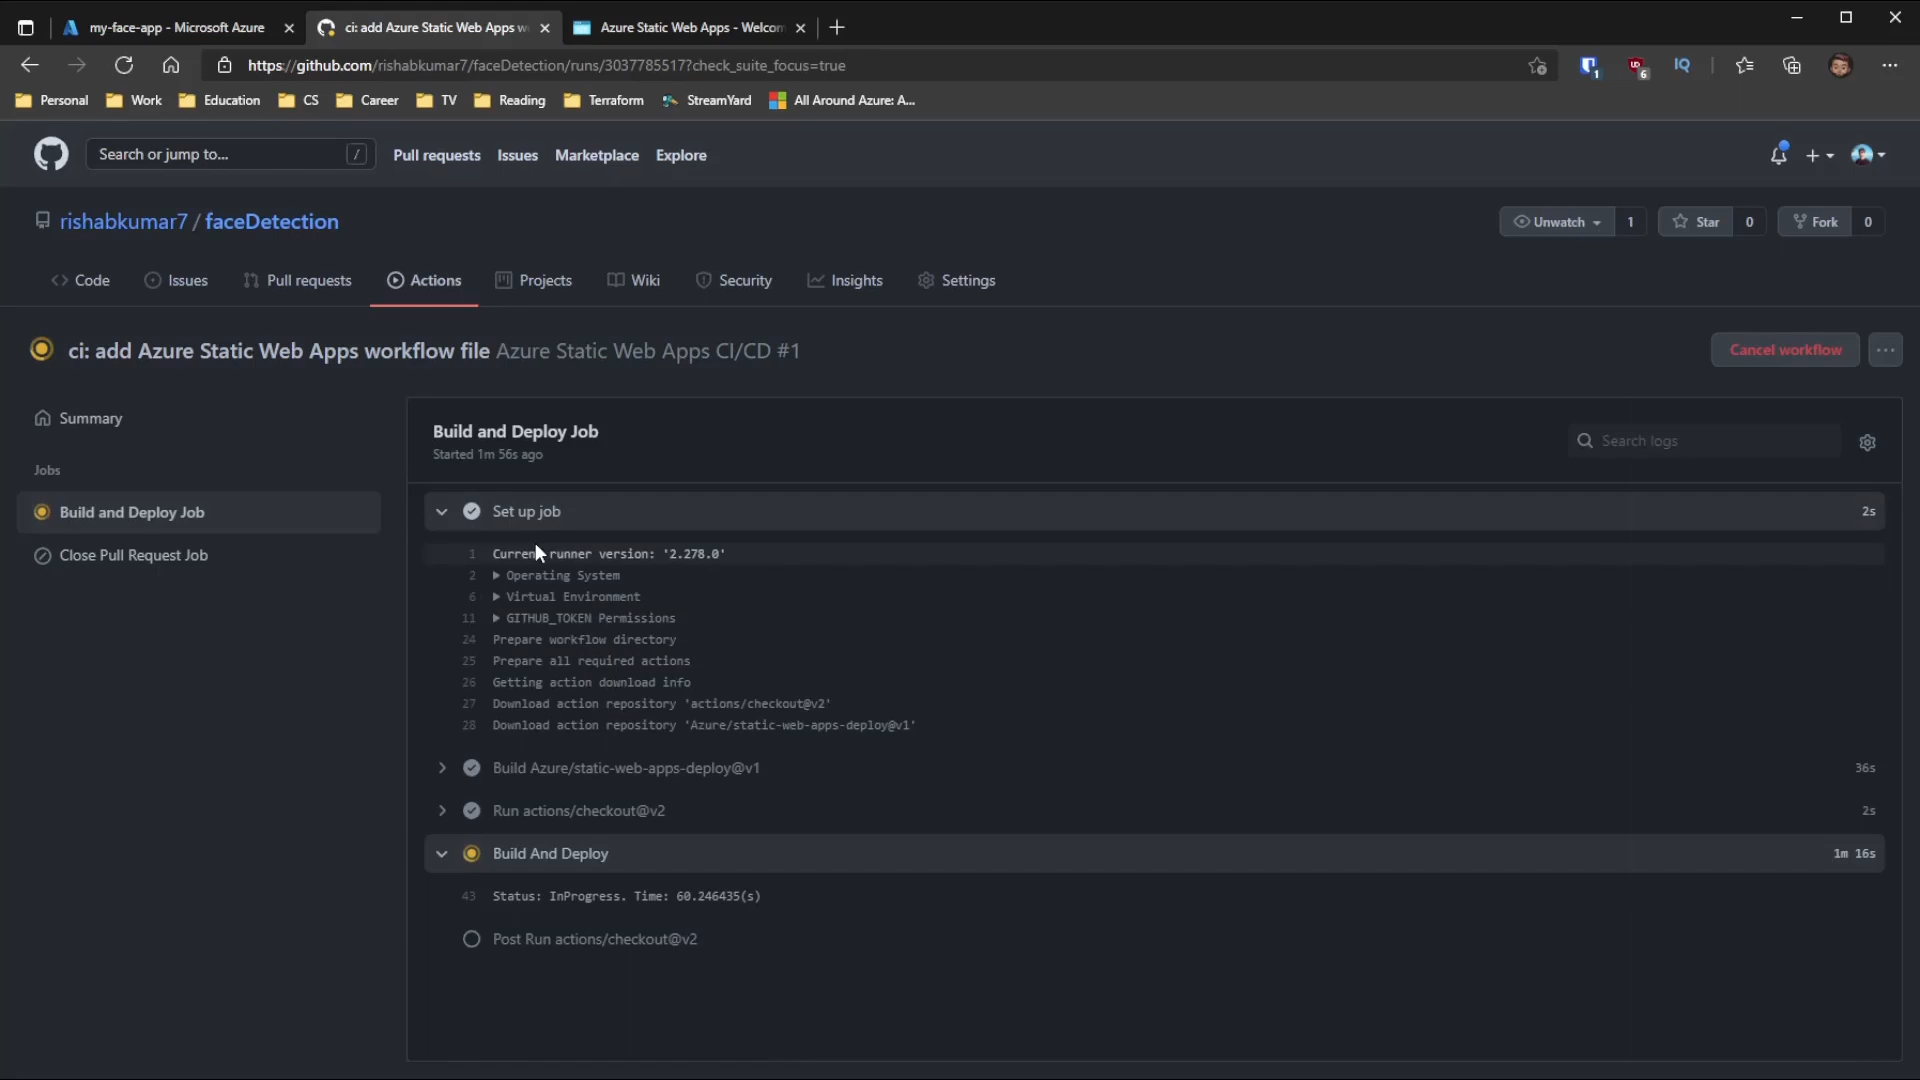 my-face-app - Microsoft Azure
ci: add Azure Static Web Apps w
Azure Static Web Apps - Welcom
https://github.com/rishabkumar7/faceDetection/runs/3037785517?check_suite_focus=true
1
6
IQ
Personal
Work
Education
CS
Career
TV
Reading
Terraform
StreamYard
All Around Azure: A...
Search or jump to...
/
Pull requests
Issues
Marketplace
Explore
rishabkumar7 / faceDetection
Unwatch 1
Star 0
Fork 0
Code
Issues
Pull requests
Actions
Projects
Wiki
Security
Insights
Settings
ci: add Azure Static Web Apps workflow file Azure Static Web Apps CI/CD #1
Cancel workflow
Summary
Jobs
Build and Deploy Job
Close Pull Request Job
Build and Deploy Job
Started 1m 56s ago
Search logs
Set up job 2s
1 Current runner version: '2.278.0'
2 ▶ Operating System
6 ▶ Virtual Environment
11 ▶ GITHUB_TOKEN Permissions
24 Prepare workflow directory
25 Prepare all required actions
26 Getting action download info
27 Download action repository 'actions/checkout@v2'
28 Download action repository 'Azure/static-web-apps-deploy@v1'
Build Azure/static-web-apps-deploy@v1 36s
Run actions/checkout@v2 2s
Build And Deploy 1m 16s
43 Status: InProgress. Time: 60.246435(s)
Post Run actions/checkout@v2